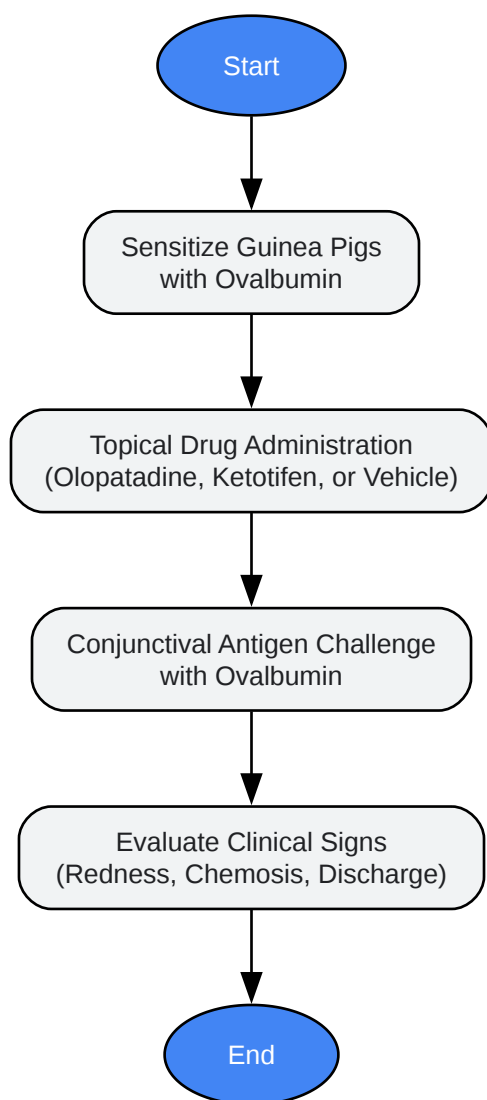 Start
Sensitize Guinea Pigs
with Ovalbumin
Topical Drug Administration
(Olopatadine, Ketotifen, or Vehicle)
Conjunctival Antigen Challenge
with Ovalbumin
Evaluate Clinical Signs
(Redness, Chemosis, Discharge)
End